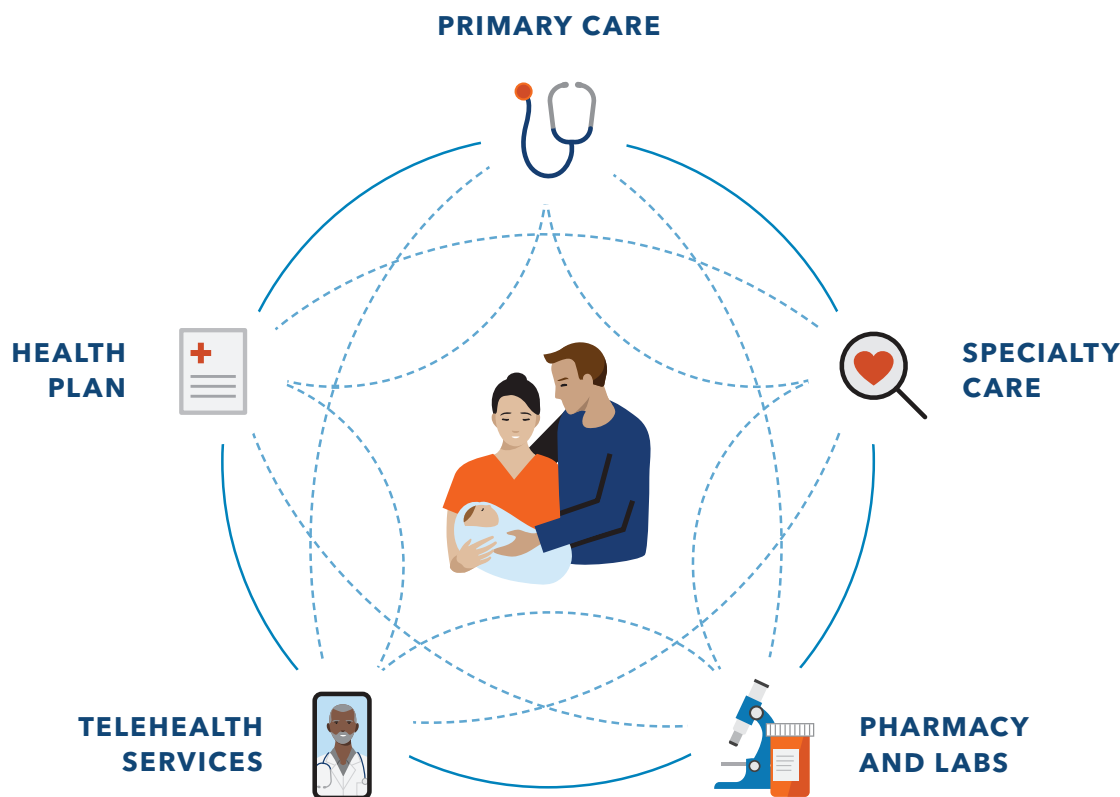 PRIMARY CARE
HEALTH
PLAN
SPECIALTY
CARE
TELEHEALTH
SERVICES
PHARMACY
AND LABS